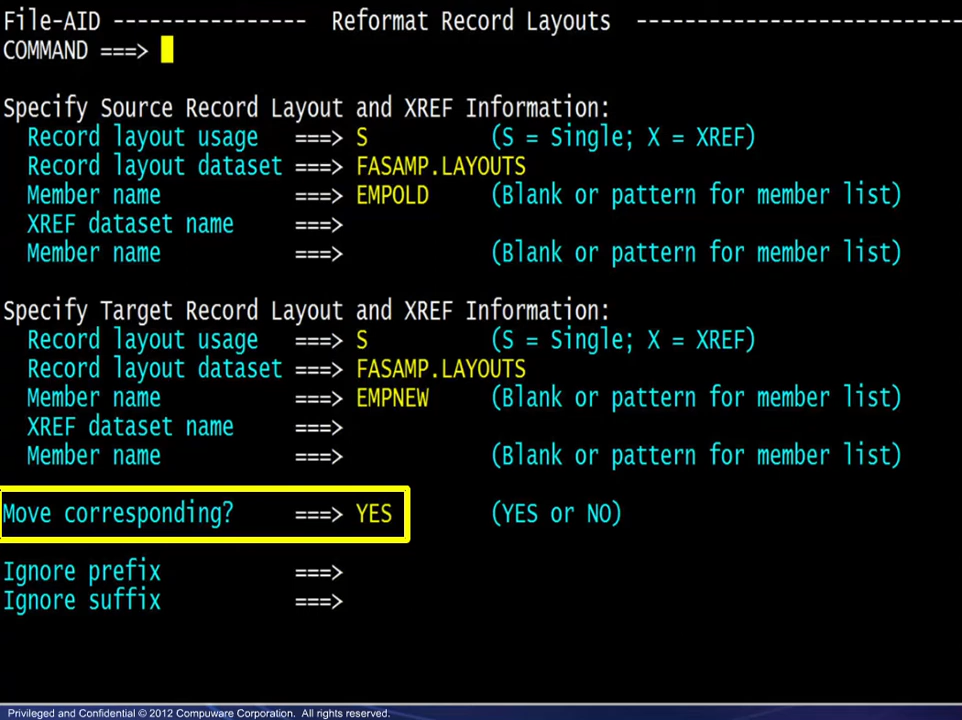 File-AID ---------------- Reformat Record Layouts ---------------------------
COMMAND ===>
Specify Source Record Layout and XREF Information:
Record layout usage ===> S (S = Single; X = XREF)
Record layout dataset ===> FASAMP.LAYOUTS
Member name ===> EMPOLD (Blank or pattern for member list)
XREF dataset name ===>
Member name ===> (Blank or pattern for member list)
Specify Target Record Layout and XREF Information:
Record layout usage ===> S (S = Single; X = XREF)
Record layout dataset ===> FASAMP.LAYOUTS
Member name ===> EMPNEW (Blank or pattern for member list)
XREF dataset name ===>
Member name ===> (Blank or pattern for member list)
Move corresponding? ===> YES (YES or NO)
Ignore prefix ===>
Ignore suffix ===>
Privileged and Confidential © 2012 Compuware Corporation. All rights reserved.